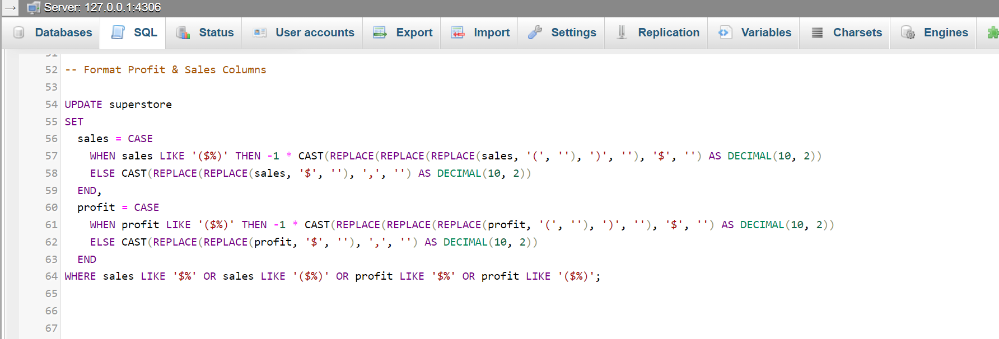 → Server: 127.0.0.1:4306
Databases SQL Status User accounts Export Import Settings Replication Variables Charsets Engines
51
52 -- Format Profit & Sales Columns
53
54 UPDATE superstore
55 SET
56 sales = CASE
57 WHEN sales LIKE '($%)' THEN -1 * CAST(REPLACE(REPLACE(REPLACE(sales, '(', ''), ')', ''), '$', '') AS DECIMAL(10, 2))
58 ELSE CAST(REPLACE(REPLACE(sales, '$', ''), ',', '') AS DECIMAL(10, 2))
59 END,
60 profit = CASE
61 WHEN profit LIKE '($%)' THEN -1 * CAST(REPLACE(REPLACE(REPLACE(profit, '(', ''), ')', ''), '$', '') AS DECIMAL(10, 2))
62 ELSE CAST(REPLACE(REPLACE(profit, '$', ''), ',', '') AS DECIMAL(10, 2))
63 END
64 WHERE sales LIKE '$%' OR sales LIKE '($%)' OR profit LIKE '$%' OR profit LIKE '($%)';
65
66
67